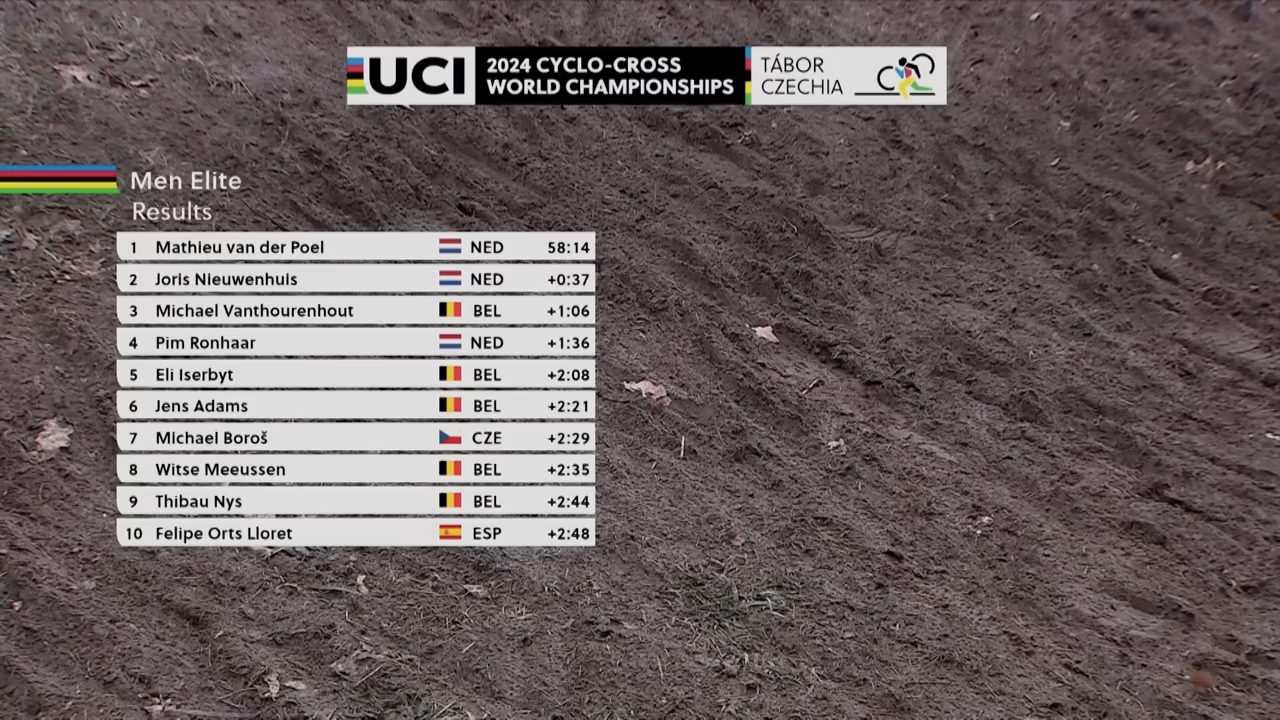 UCI
2024 CYCLO-CROSS
WORLD CHAMPIONSHIPS
TÁBOR
CZECHIA
Men Elite
Results
1 Mathieu van der Poel NED 58:14
2 Joris Nieuwenhuis NED +0:37
3 Michael Vanthourenhout BEL +1:06
4 Pim Ronhaar NED +1:36
5 Eli Iserbyt BEL +2:08
6 Jens Adams BEL +2:21
7 Michael Boroš CZE +2:29
8 Witse Meeussen BEL +2:35
9 Thibau Nys BEL +2:44
10 Felipe Orts Lloret ESP +2:48